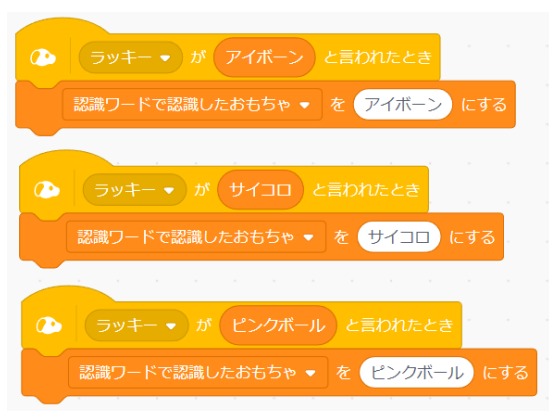 ラッキー が アイボーン と言われたとき
認識ワードで認識したおもちゃ を アイボーン にする
ラッキー が サイコロ と言われたとき
認識ワードで認識したおもちゃ を サイコロ にする
ラッキー が ピンクボール と言われたとき
認識ワードで認識したおもちゃ を ピンクボール にする